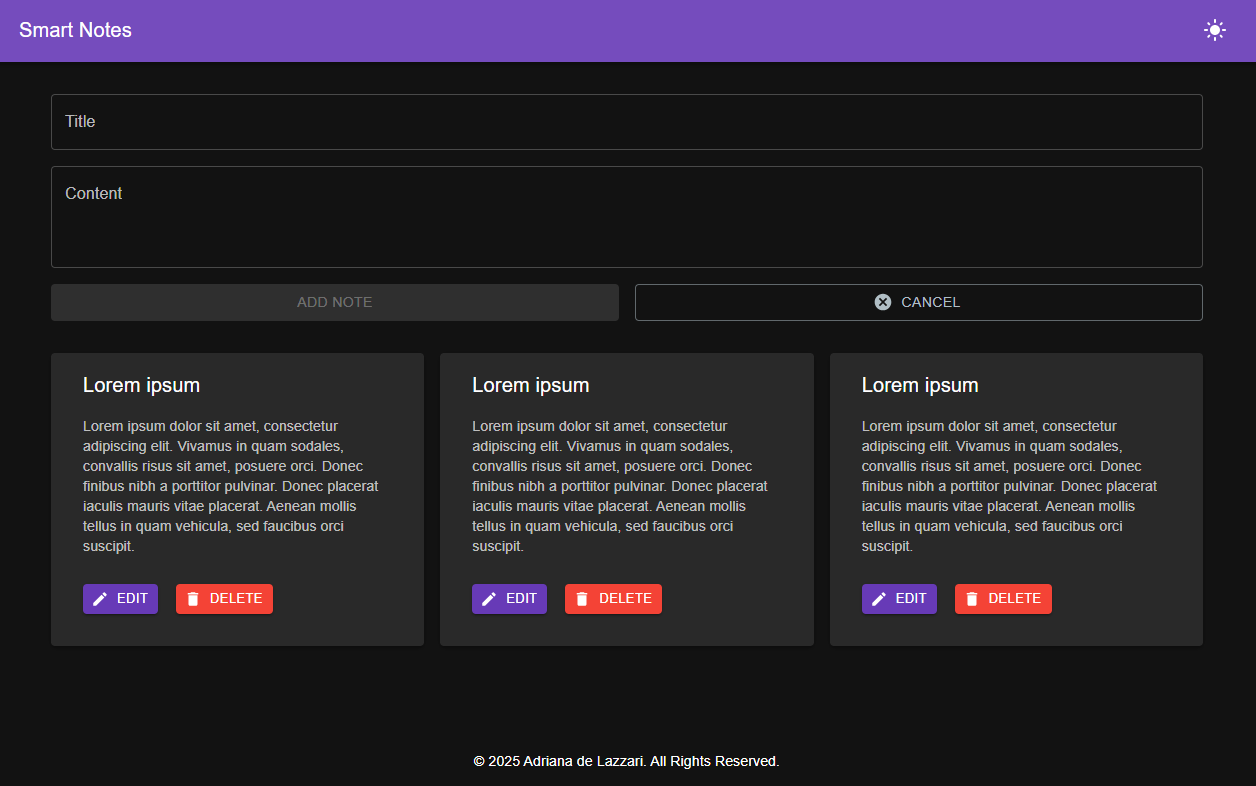 Smart Notes
Title
Content
ADD NOTE
CANCEL
Lorem ipsum
Lorem ipsum dolor sit amet, consectetur
adipiscing elit. Vivamus in quam sodales,
convallis risus sit amet, posuere orci. Donec
finibus nibh a porttitor pulvinar. Donec placerat
iaculis mauris vitae placerat. Aenean mollis
tellus in quam vehicula, sed faucibus orci
suscipit.
EDIT
DELETE
Lorem ipsum
Lorem ipsum dolor sit amet, consectetur
adipiscing elit. Vivamus in quam sodales,
convallis risus sit amet, posuere orci. Donec
finibus nibh a porttitor pulvinar. Donec placerat
iaculis mauris vitae placerat. Aenean mollis
tellus in quam vehicula, sed faucibus orci
suscipit.
EDIT
DELETE
Lorem ipsum
Lorem ipsum dolor sit amet, consectetur
adipiscing elit. Vivamus in quam sodales,
convallis risus sit amet, posuere orci. Donec
finibus nibh a porttitor pulvinar. Donec placerat
iaculis mauris vitae placerat. Aenean mollis
tellus in quam vehicula, sed faucibus orci
suscipit.
EDIT
DELETE
© 2025 Adriana de Lazzari. All Rights Reserved.